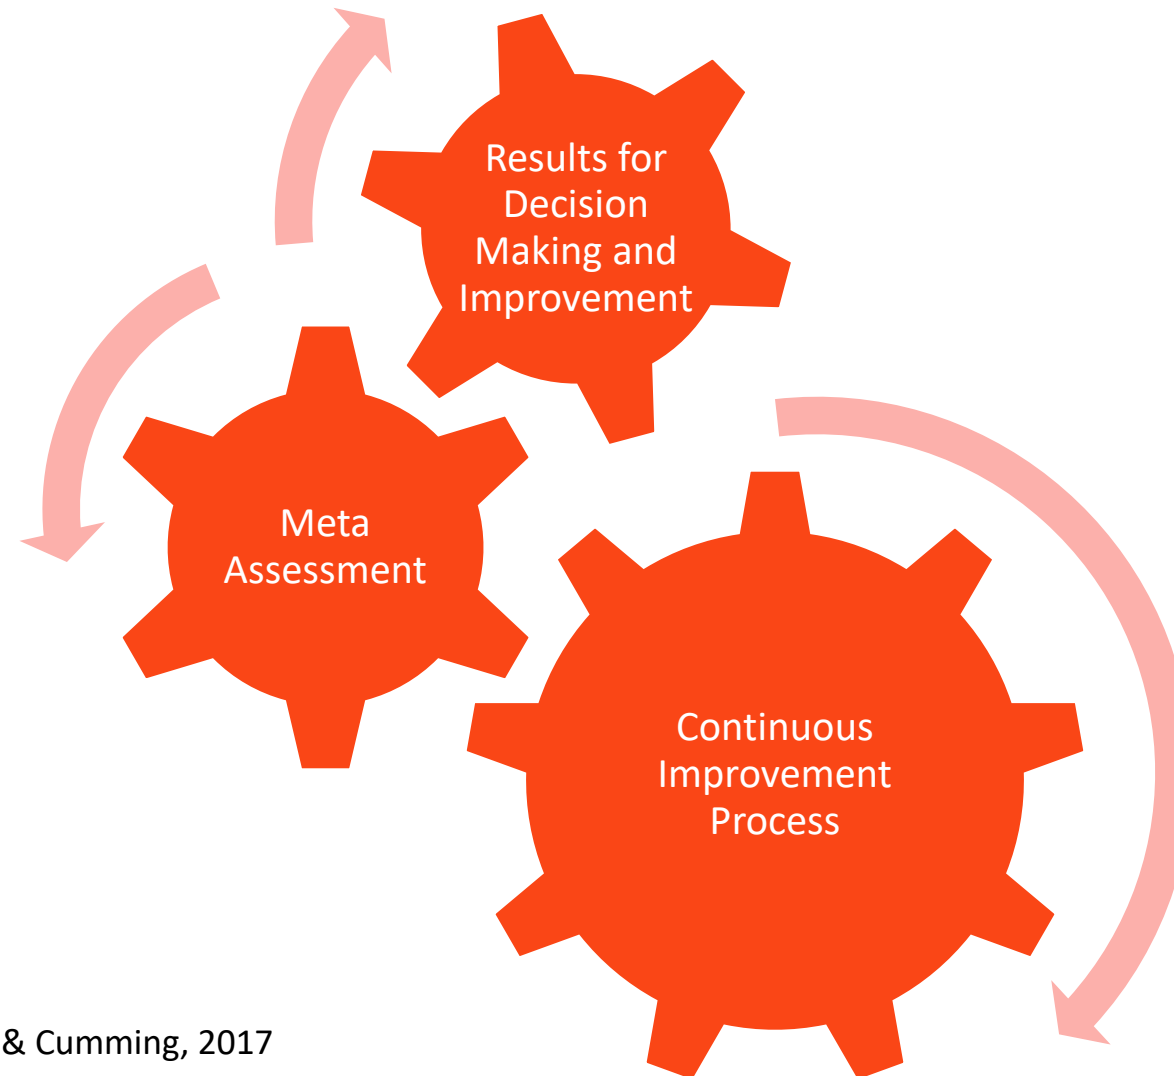 Results for
Decision
Making and
Improvement
Meta
Assessment
Continuous
Improvement
Process
& Cumming, 2017